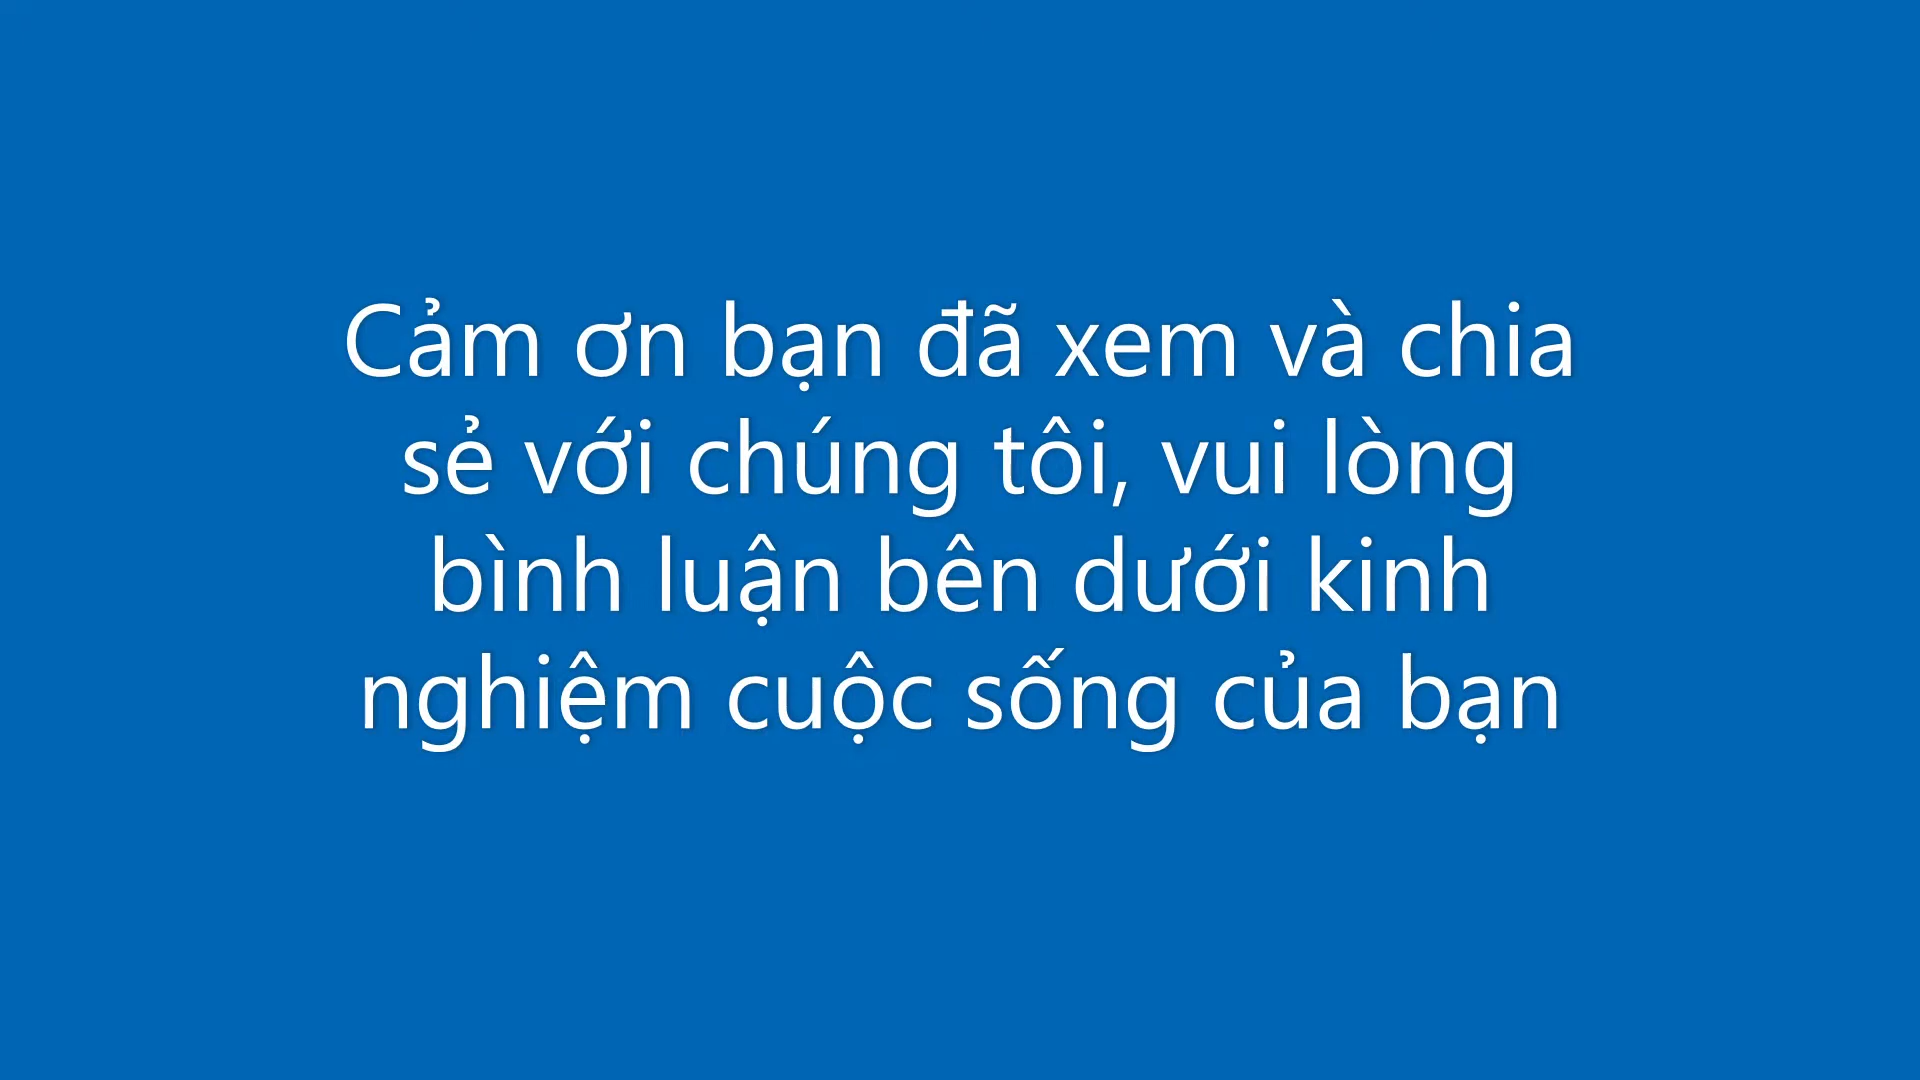 Cảm ơn bạn đã xem và chia
sẻ với chúng tôi, vui lòng
bình luận bên dưới kinh
nghiệm cuộc sống của bạn